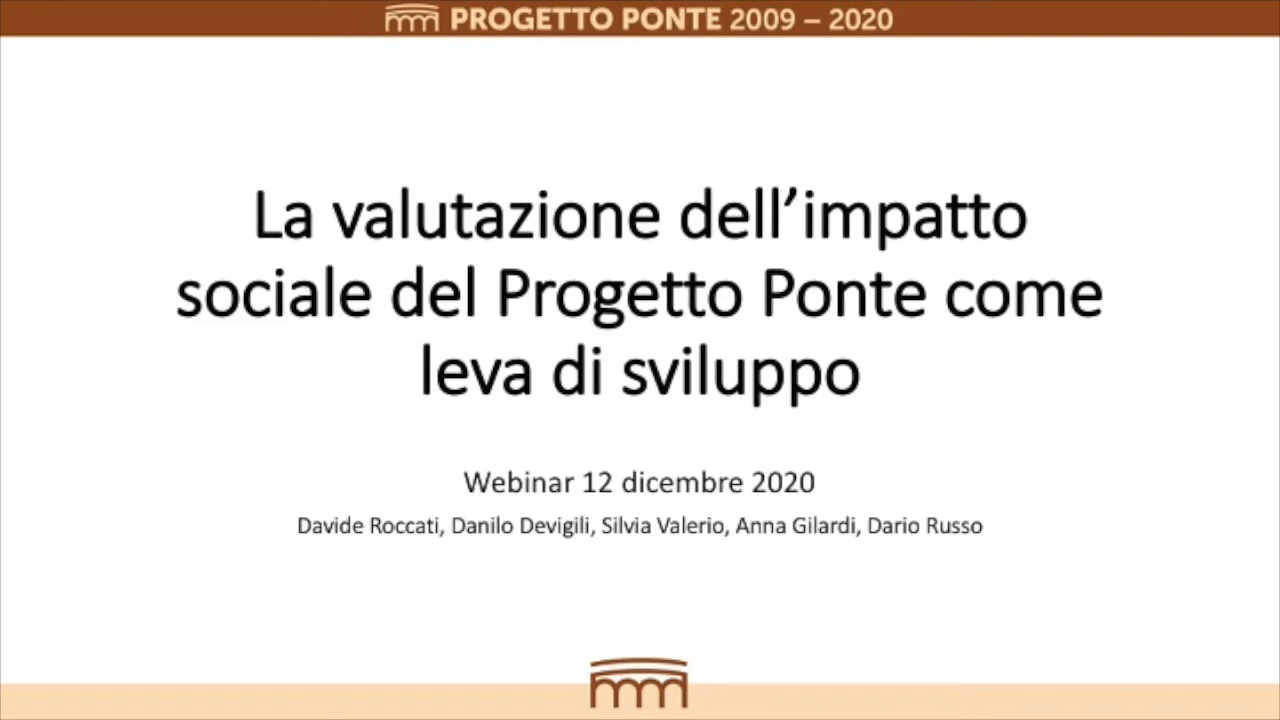 PROGETTO PONTE 2009 – 2020
La valutazione dell’impatto
sociale del Progetto Ponte come
leva di sviluppo
Webinar 12 dicembre 2020
Davide Roccati, Danilo Devigili, Silvia Valerio, Anna Gilardi, Dario Russo